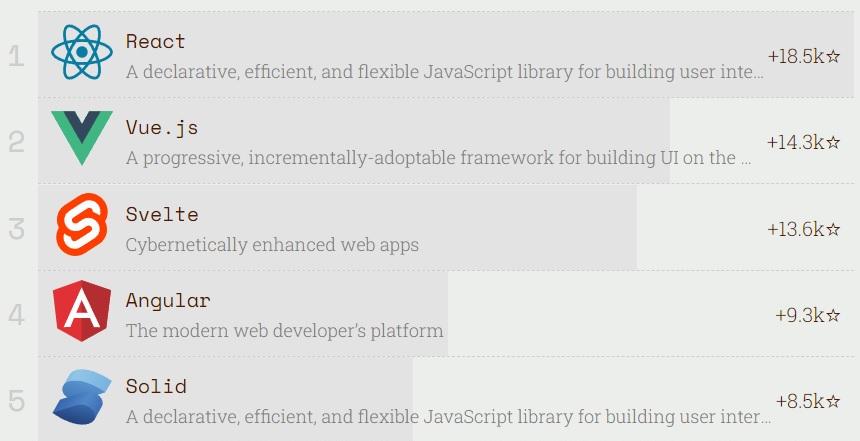 1
React
A declarative, efficient, and flexible JavaScript library for building user inte...
+18.5k☆
2
Vue.js
A progressive, incrementally-adoptable framework for building UI on the ...
+14.3k☆
3
Svelte
Cybernetically enhanced web apps
+13.6k☆
4
Angular
The modern web developer's platform
+9.3k☆
5
Solid
A declarative, efficient, and flexible JavaScript library for building user inter...
+8.5k☆